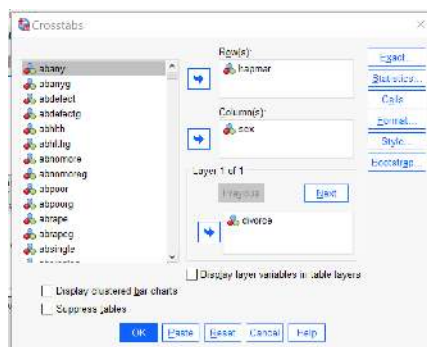 Crosstabs
Row(s):
hapmar
Column(s):
sex
Layer 1 of 1
Previous
Next
divorce
Display layer variables in table layers
abany
abanyg
abdefect
abdefectg
abhlth
abhlthg
abnomore
abnomoreg
abpoor
abpoorg
abrape
abrapeg
absingle
Exact...
Statistics...
Cells
Format...
Style...
Bootstrap...
Display clustered bar charts
Suppress tables
OK
Paste
Reset
Cancel
Help